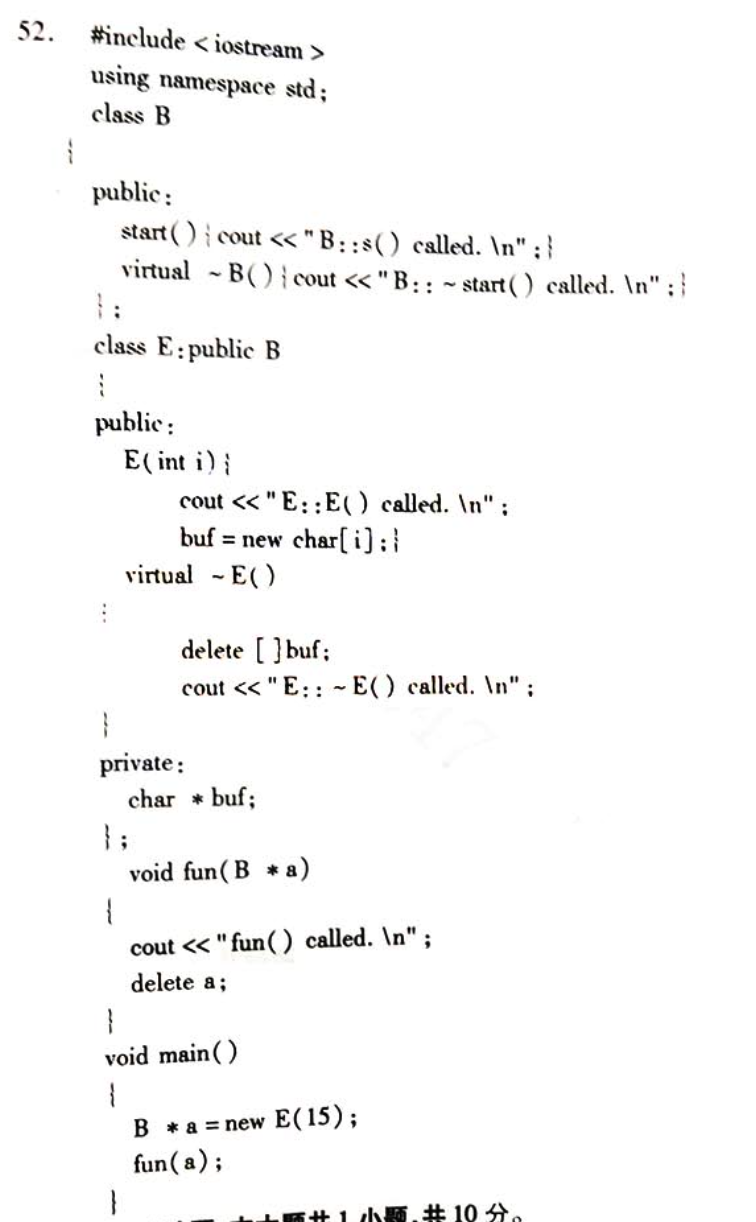 52. #include < iostream >
using namespace std;
class B
{
public:
start( ) { cout << "B::s( ) called. \n" ; }
virtual ~ B( ) { cout << "B:: ~ start( ) called. \n" ; }
} ;
class E:public B
{
public:
E( int i) {
cout << "E::E( ) called. \n" ;
buf = new char[ i] ; }
virtual ~ E( )
{
delete [ ]buf;
cout << "E:: ~ E( ) called. \n" ;
}
private:
char * buf;
} ;
void fun( B * a)
{
cout << "fun( ) called. \n" ;
delete a;
}
void main( )
{
B * a = new E(15) ;
fun( a) ;
}
本大题共 1 小题,共 10 分。